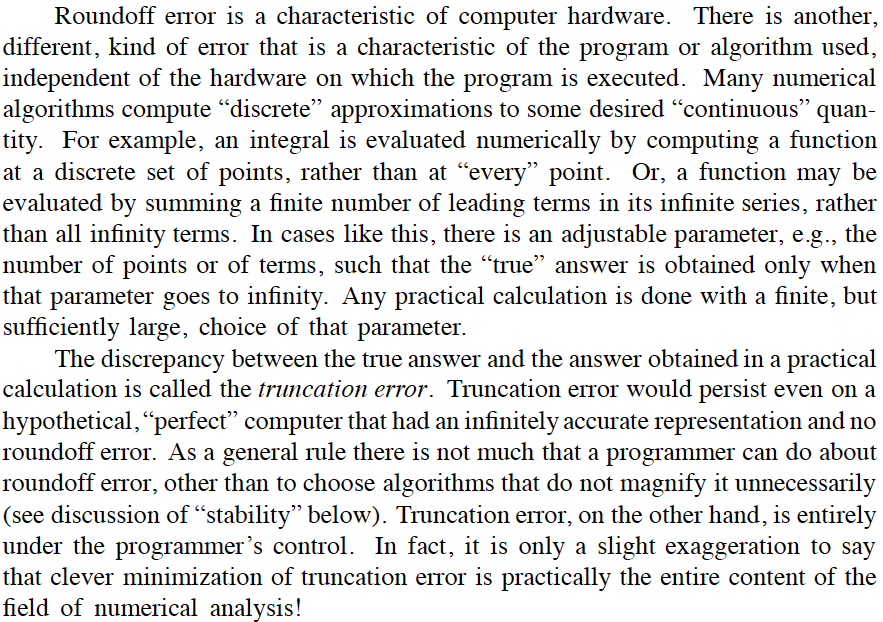 Roundoff error is a characteristic of computer hardware. There is another,
different, kind of error that is a characteristic of the program or algorithm used,
independent of the hardware on which the program is executed. Many numerical
algorithms compute “discrete” approximations to some desired “continuous” quan-
tity. For example, an integral is evaluated numerically by computing a function
at a discrete set of points, rather than at “every” point. Or, a function may be
evaluated by summing a finite number of leading terms in its infinite series, rather
than all infinity terms. In cases like this, there is an adjustable parameter, e.g., the
number of points or of terms, such that the “true” answer is obtained only when
that parameter goes to infinity. Any practical calculation is done with a finite, but
sufficiently large, choice of that parameter.
The discrepancy between the true answer and the answer obtained in a practical
calculation is called the truncation error. Truncation error would persist even on a
hypothetical, “perfect” computer that had an infinitely accurate representation and no
roundoff error. As a general rule there is not much that a programmer can do about
roundoff error, other than to choose algorithms that do not magnify it unnecessarily
(see discussion of “stability” below). Truncation error, on the other hand, is entirely
under the programmer’s control. In fact, it is only a slight exaggeration to say
that clever minimization of truncation error is practically the entire content of the
field of numerical analysis!